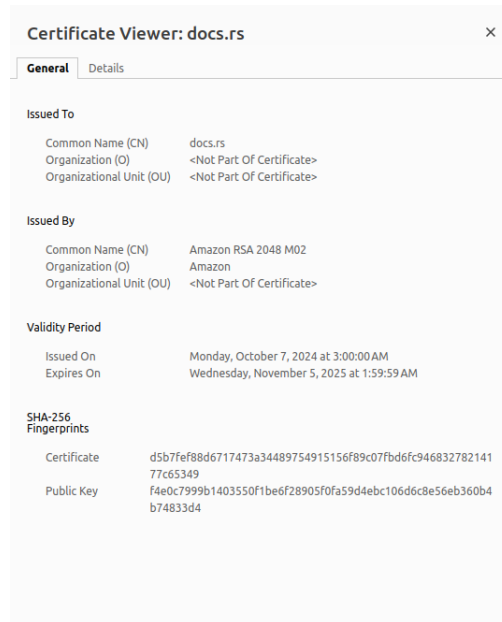 Certificate Viewer: docs.rs ×
General Details
Issued To
Common Name (CN) docs.rs
Organization (O) <Not Part Of Certificate>
Organizational Unit (OU) <Not Part Of Certificate>
Issued By
Common Name (CN) Amazon RSA 2048 M02
Organization (O) Amazon
Organizational Unit (OU) <Not Part Of Certificate>
Validity Period
Issued On Monday, October 7, 2024 at 3:00:00 AM
Expires On Wednesday, November 5, 2025 at 1:59:59 AM
SHA-256
Fingerprints
Certificate d5b7fef88d6717473a34489754915156f89c07fbd6fc946832782141
77c65349
Public Key f4e0c7999b1403550f1be6f28905f0fa59d4ebc106d6c8e56eb360b4
b74833d4